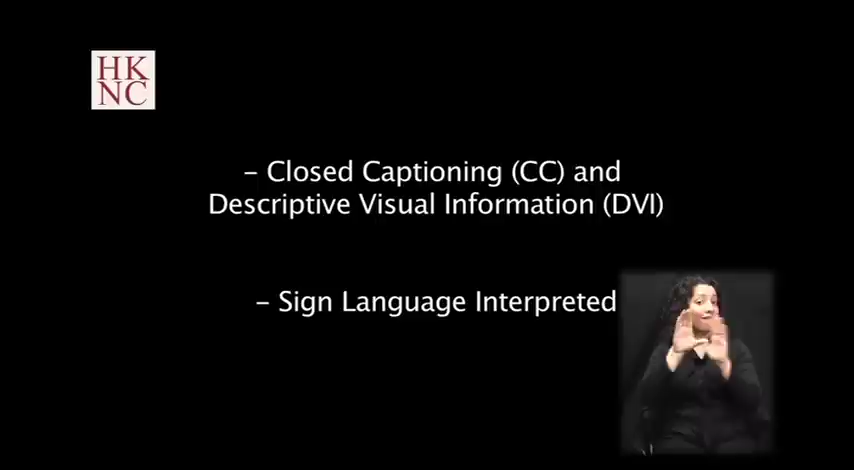 HK
NC
– Closed Captioning (CC) and
Descriptive Visual Information (DVI)
– Sign Language Interpreted